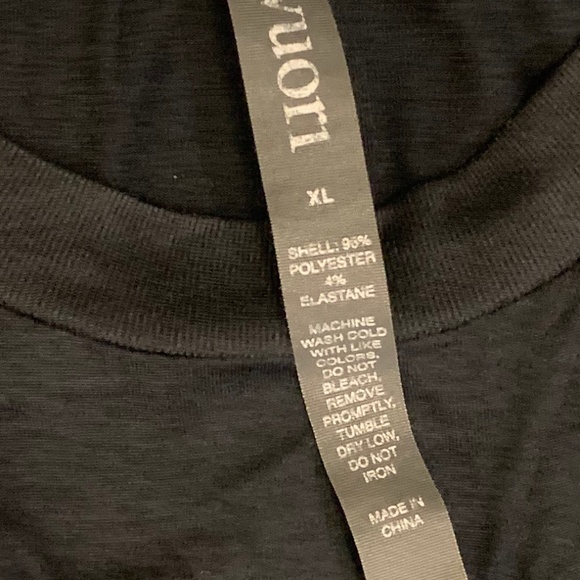 vuori
XL
SHELL: 96%
POLYESTER
4%
ELASTANE
MACHINE
WASH COLD
WITH LIKE
COLORS.
DO NOT
BLEACH,
REMOVE
PROMPTLY,
TUMBLE
DRY LOW,
DO NOT
IRON
MADE IN
CHINA